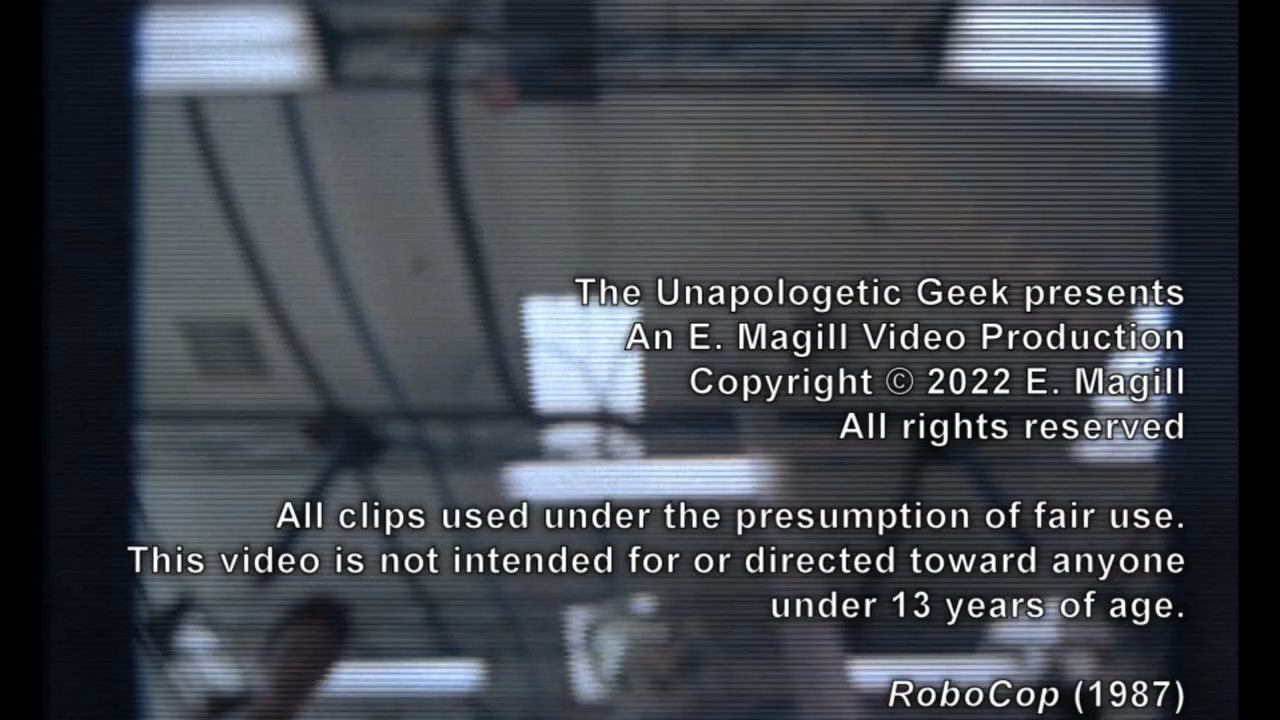 The Unapologetic Geek presents
An E. Magill Video Production
Copyright © 2022 E. Magill
All rights reserved
All clips used under the presumption of fair use.
This video is not intended for or directed toward anyone
under 13 years of age.
RoboCop (1987)